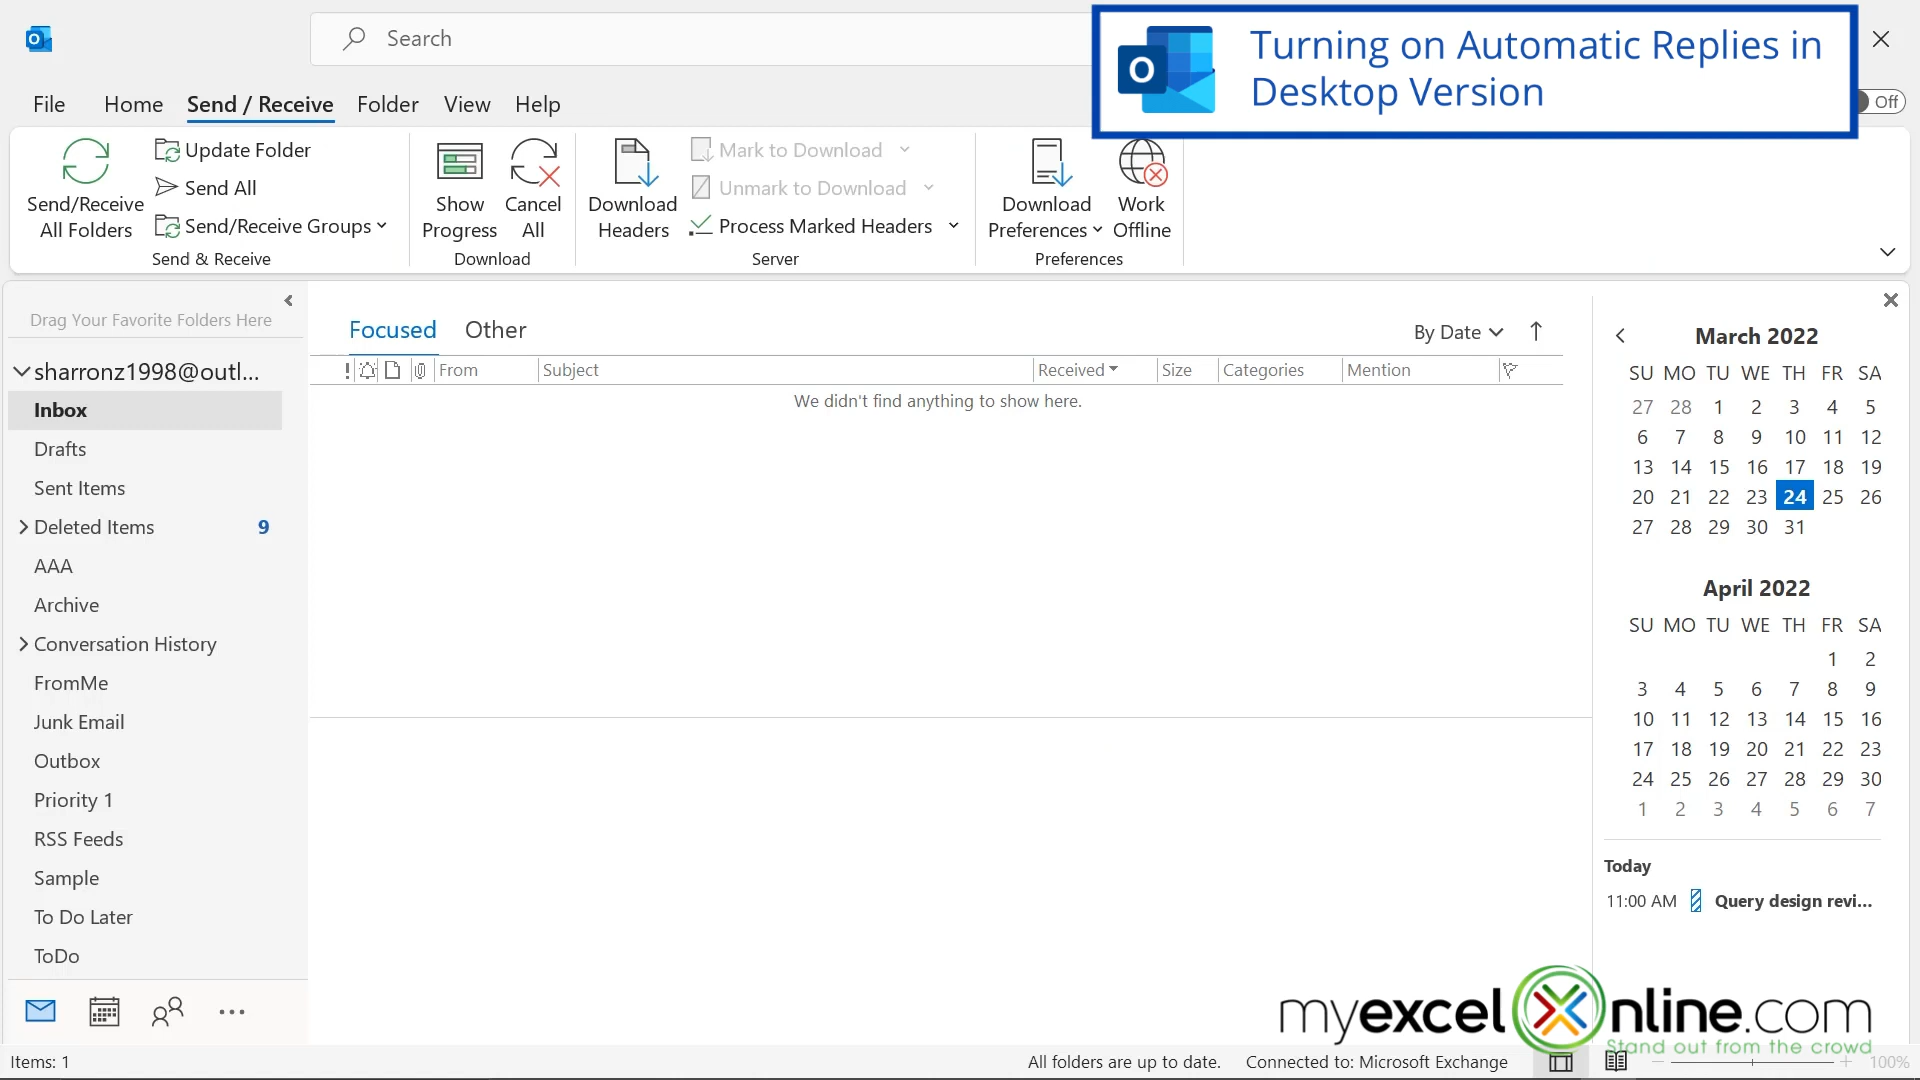 Search
Turning on Automatic Replies in
Desktop Version
Off
File Home Send / Receive Folder View Help
Send/Receive
All Folders
Update Folder
Send All
Send/Receive Groups
Send & Receive
Show
Progress
Cancel
All
Download
Download
Headers
Mark to Download
Unmark to Download
Process Marked Headers
Server
Download
Preferences
Work
Offline
Preferences
Drag Your Favorite Folders Here
sharronz1998@outl...
Inbox
Drafts
Sent Items
Deleted Items 9
AAA
Archive
Conversation History
FromMe
Junk Email
Outbox
Priority 1
RSS Feeds
Sample
To Do Later
ToDo
Focused Other By Date
From Subject Received Size Categories Mention
We didn't find anything to show here.
March 2022
SU MO TU WE TH FR SA
27 28 1 2 3 4 5
6 7 8 9 10 11 12
13 14 15 16 17 18 19
20 21 22 23 24 25 26
27 28 29 30 31
April 2022
SU MO TU WE TH FR SA
1 2
3 4 5 6 7 8 9
10 11 12 13 14 15 16
17 18 19 20 21 22 23
24 25 26 27 28 29 30
1 2 3 4 5 6 7
Today
11:00 AM Query design revi...
myexcelonline.com
Stand out from the crowd
Items: 1 All folders are up to date. Connected to: Microsoft Exchange 100%